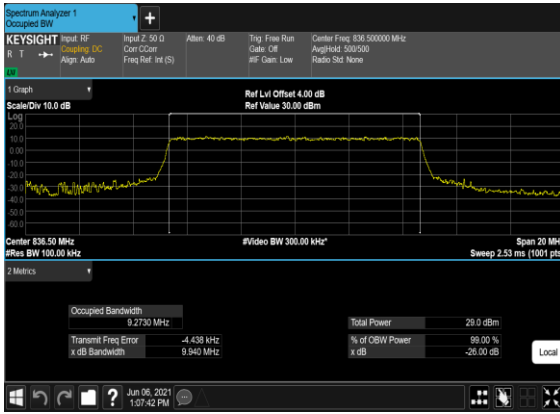 Spectrum Analyzer 1
Occupied BW
+
KEYSIGHT
R T
LXI
Input: RF
Coupling: DC
Align: Auto
Input Z: 50 Ω
Corr CCorr
Freq Ref: Int (S)
Atten: 40 dB
Trig: Free Run
Gate: Off
#IF Gain: Low
Center Freq: 836.500000 MHz
Avg|Hold: 500/500
Radio Std: None
1 Graph
Scale/Div 10.0 dB
Ref Lvl Offset 4.00 dB
Ref Value 30.00 dBm
Log
20.0
10.0
0.00
-10.0
-20.0
-30.0
-40.0
-50.0
-60.0
Center 836.50 MHz
#Video BW 300.00 kHz*
Span 20 MH
#Res BW 100.00 kHz
Sweep 2.53 ms (1001 pts
2 Metrics
Occupied Bandwidth
9.2730 MHz
Total Power 29.0 dBm
Transmit Freq Error -4.438 kHz
% of OBW Power 99.00 %
x dB Bandwidth 9.940 MHz
x dB -26.00 dB
Local
?
Jun 06, 2021
1:07:42 PM